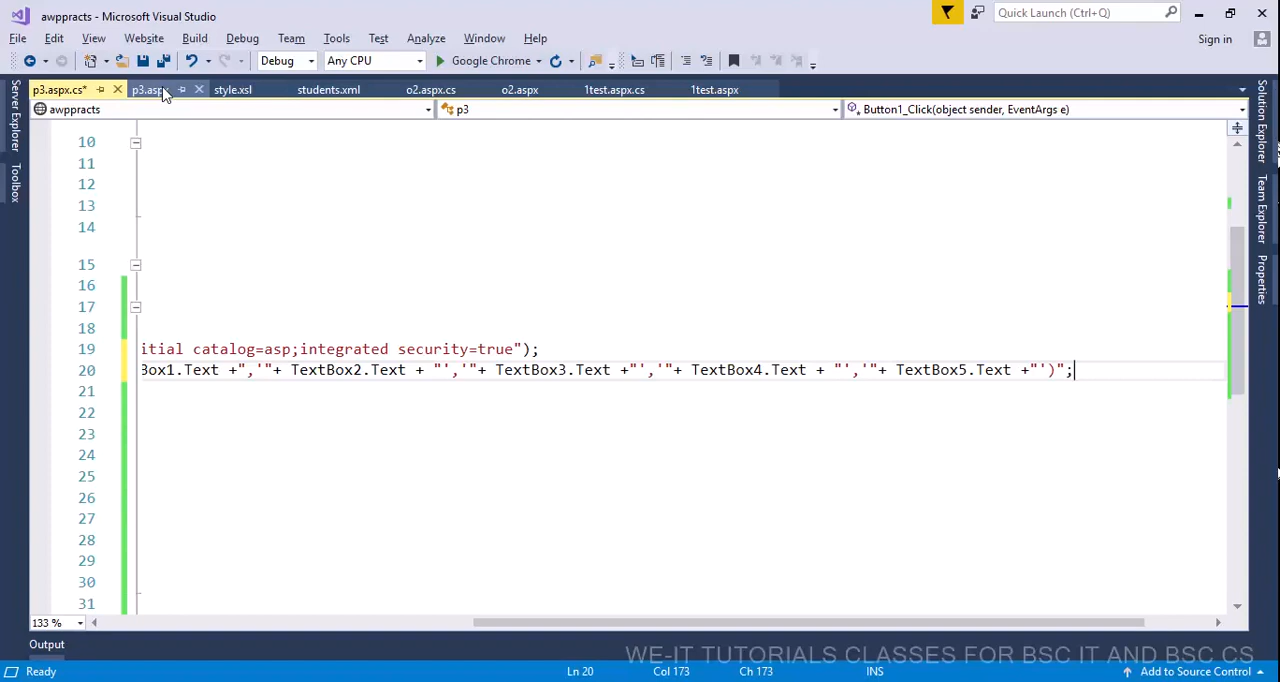 awppracts - Microsoft Visual Studio
Quick Launch (Ctrl+Q)
File Edit View Website Build Debug Team Tools Test Analyze Window Help
Sign in
Debug Any CPU Google Chrome
p3.aspx.cs* p3.aspx style.xsl students.xml o2.aspx.cs o2.aspx 1test.aspx.cs 1test.aspx
awppracts p3 Button1_Click(object sender, EventArgs e)
Server Explorer
Toolbox
Solution Explorer
Team Explorer
Properties
10
11
12
13
14
15
16
17
18
19 itial catalog=asp;integrated security=true");
20 Box1.Text +",'"+ TextBox2.Text + "','"+ TextBox3.Text +"','"+ TextBox4.Text + "','"+ TextBox5.Text +"')";
21
22
23
24
25
26
27
28
29
30
31
133 %
Output
WE-IT TUTORIALS CLASSES FOR BSC IT AND BSC CS
Ready Ln 20 Col 173 Ch 173 INS Add to Source Control